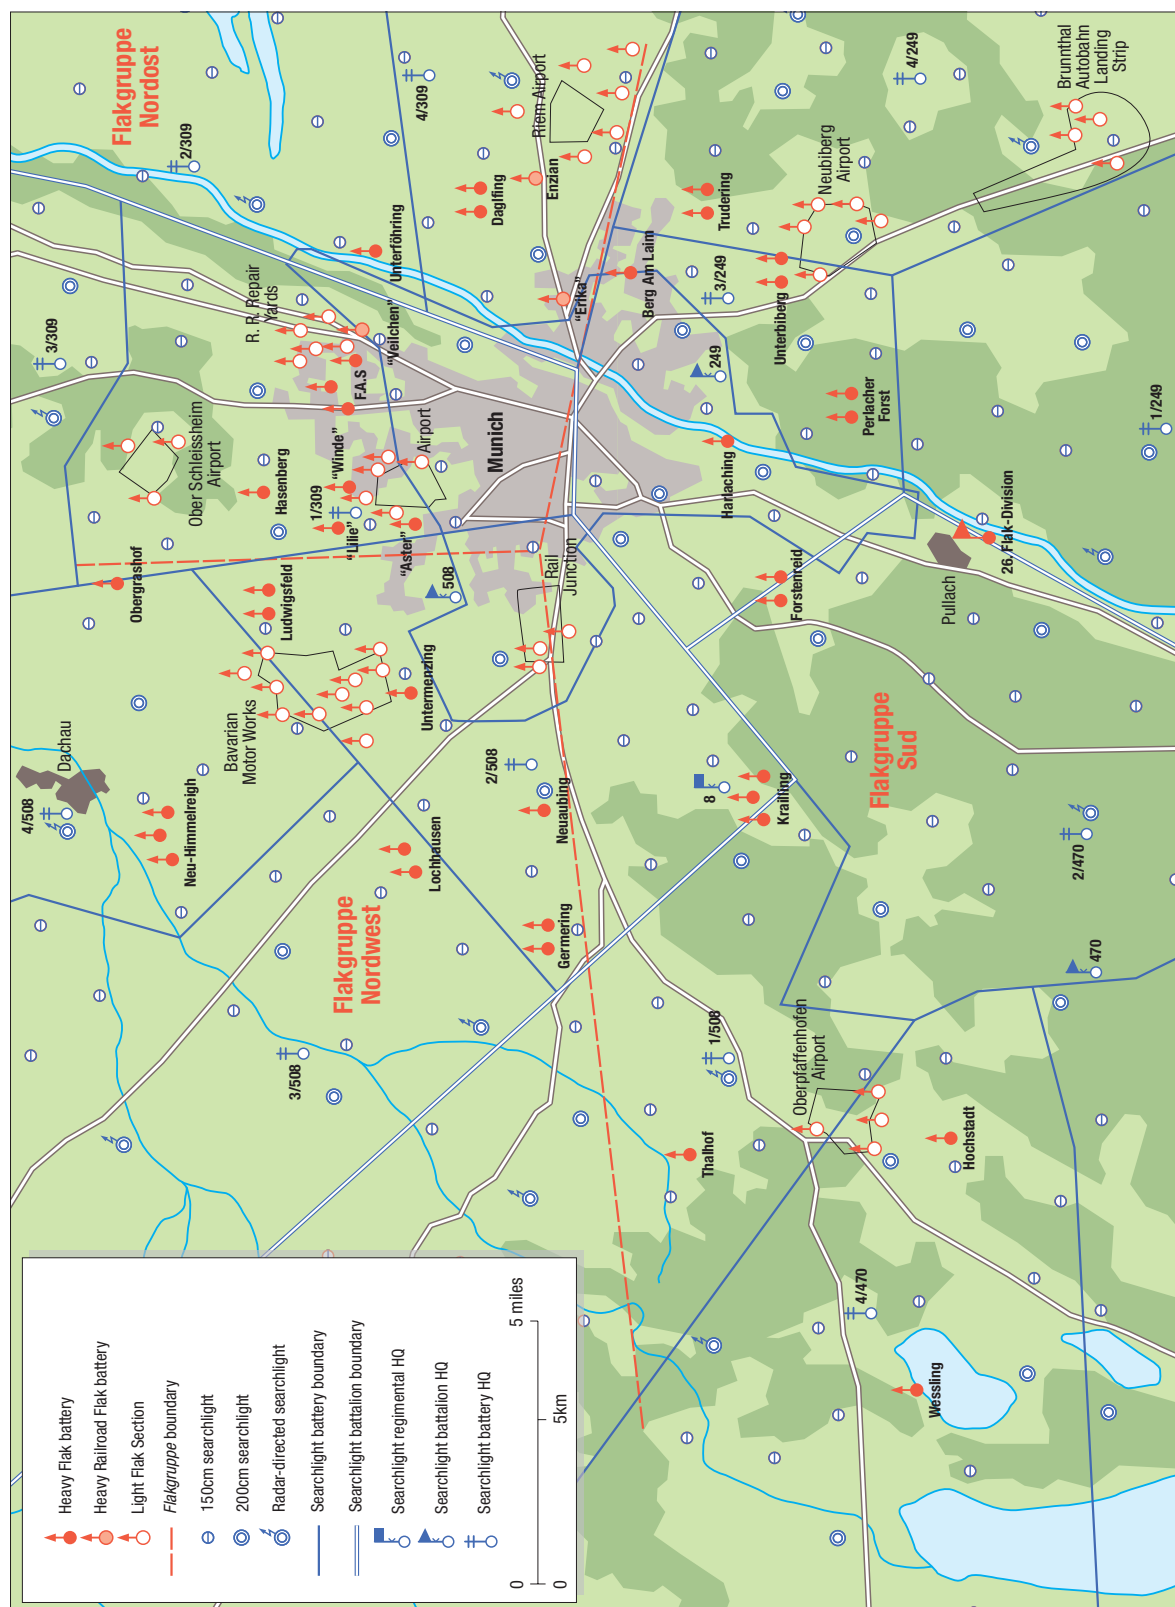 Heavy Flak battery
Heavy Railroad Flak battery
Light Flak Section
Flakgruppe boundary
150cm searchlight
200cm searchlight
Radar-directed searchlight
Searchlight battery boundary
Searchlight battalion boundary
Searchlight regimental HQ
Searchlight battalion HQ
Searchlight battery HQ
0
5 miles
0
5km
4/508
Dachau
Neu-Himmelreigh
Obergrashof
Ober Schleissheim
Airport
3/309
Flakgruppe
Nordost
2/309
3/508
Bavarian
Motor Works
Ludwigsfeld
Hasenberg
R. R. Repair
Yards
Flakgruppe
Nordwest
Lochhausen
Untermenzing
"Lilie"
1/309
"Winde"
F.A.S
"Veilchen"
Unterföhring
"Aster"
Airport
4/309
508
Munich
Daglfing
Germering
Neuaubing
2/508
Rail
Junction
"Erika"
Enzian
Riem Airport
Thalhof
1/508
8
Krailling
Forstenreid
Harlaching
249
Berg Am Laim
3/249
Trudering
Unterbiberg
Neubiberg
Airport
4/249
Oberpfaffenhofen
Airport
Perlacher
Forst
Wessling
4/470
Hochstadt
Flakgruppe
Sud
Pullach
26. Flak-Division
470
2/470
1/249
Brunnthal
Autobahn
Landing
Strip